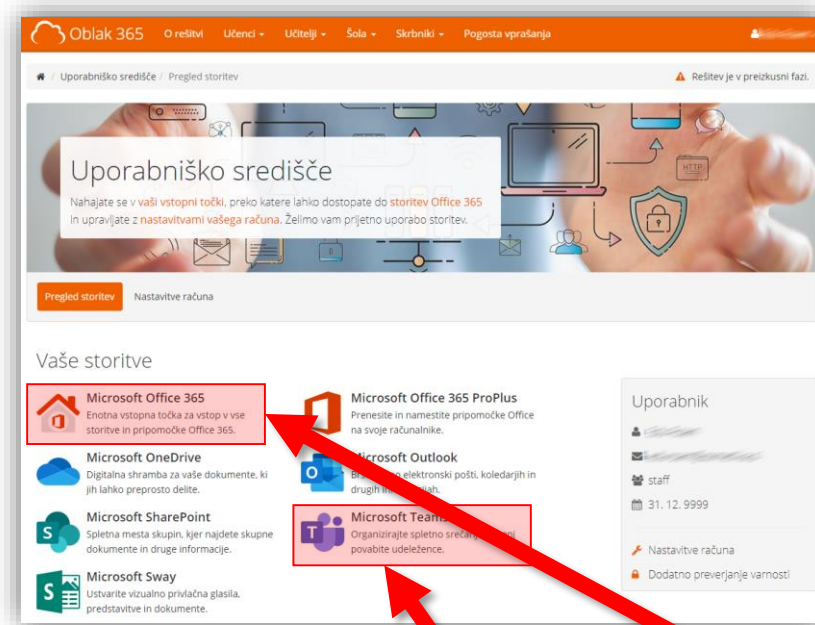 Oblak 365 O rešitvi Učenci Učitelji Šola Skrbniki Pogosta vprašanja
/ Uporabniško središče / Pregled storitev Rešitev je v preizkusni fazi.
Uporabniško središče
Nahajate se v vaši vstopni točki, preko katere lahko dostopate do storitev Office 365
in upravljate z nastavitvami vašega računa. Želimo vam prijetno uporabo storitev.
HTTP
Pregled storitev Nastavitve računa
Vaše storitve
Microsoft Office 365
Enotna vstopna točka za vstop v vse
storitve in pripomočke Office 365.
Microsoft Office 365 ProPlus
Prenesite in namestite pripomočke Office
na svoje računalnike.
Microsoft OneDrive
Digitalna shramba za vaše dokumente, ki
jih lahko preprosto delite.
Microsoft Outlook
elektronski pošti, koledarjih in
drugih
Microsoft SharePoint
Spletna mesta skupin, kjer najdete skupne
dokumente in druge informacije.
Microsoft Teams
Organizirajte spletno
povabite udeležence.
Microsoft Sway
Ustvarite vizualno privlačna glasila,
predstavitve in dokumente.
Uporabnik
staff
31. 12. 9999
Nastavitve računa
Dodatno preverjanje varnosti